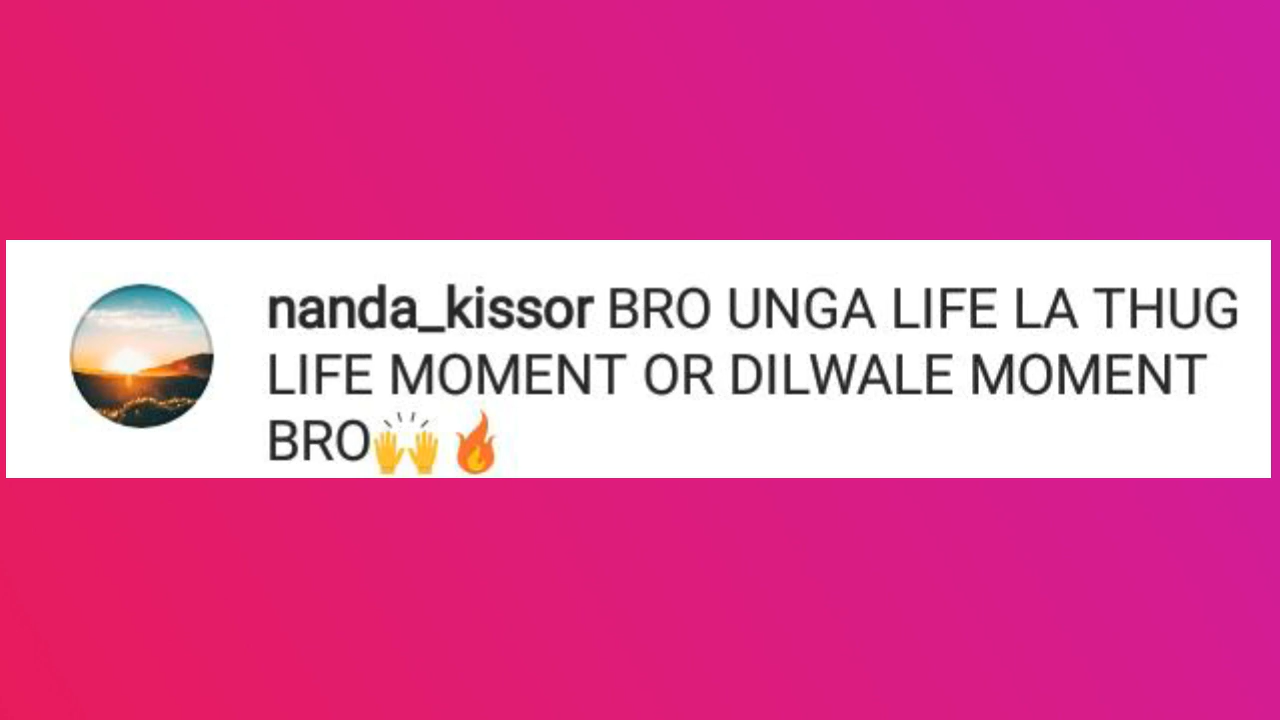 nanda_kissor BRO UNGA LIFE LA THUG
LIFE MOMENT OR DILWALE MOMENT
BRO🙌 🔥